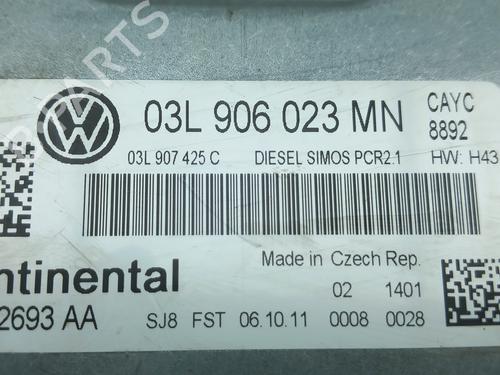 03L 906 023 MN CAYC
8892
03L 907 425 C DIESEL SIMOS PCR2.1 HW: H43
ntinental Made in Czech Rep.
02 1401
2693 AA SJ8 FST 06.10.11 0008 0028